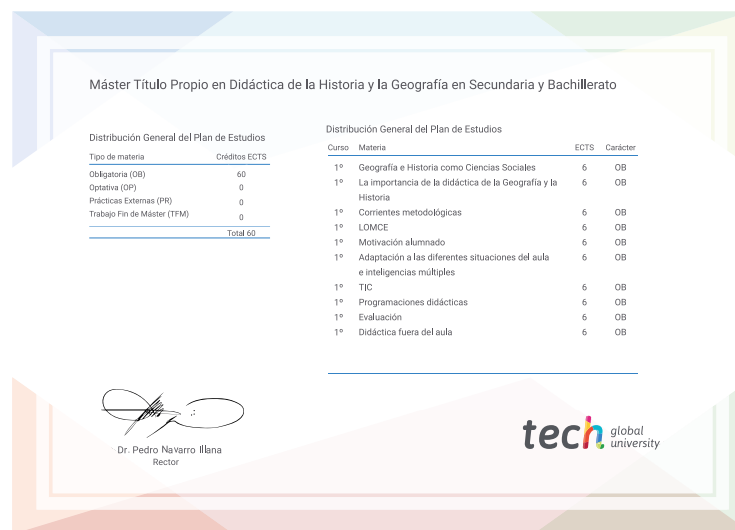 Máster Título Propio en Didáctica de la Historia y la Geografía en Secundaria y Bachillerato
Distribución General del Plan de Estudios
Tipo de materia Créditos ECTS
Obligatoria (OB) 60
Optativa (OP) 0
Prácticas Externas (PR) 0
Trabajo Fin de Máster (TFM) 0
Total 60
Distribución General del Plan de Estudios
Curso Materia ECTS Carácter
1º Geografía e Historia como Ciencias Sociales 6 OB
1º La importancia de la didáctica de la Geografía y la 6 OB
Historia
1º Corrientes metodológicas 6 OB
1º LOMCE 6 OB
1º Motivación alumnado 6 OB
1º Adaptación a las diferentes situaciones del aula 6 OB
e inteligencias múltiples
1º TIC 6 OB
1º Programaciones didácticas 6 OB
1º Evaluación 6 OB
1º Didáctica fuera del aula 6 OB
Dr. Pedro Navarro Illana
Rector
tech global
university